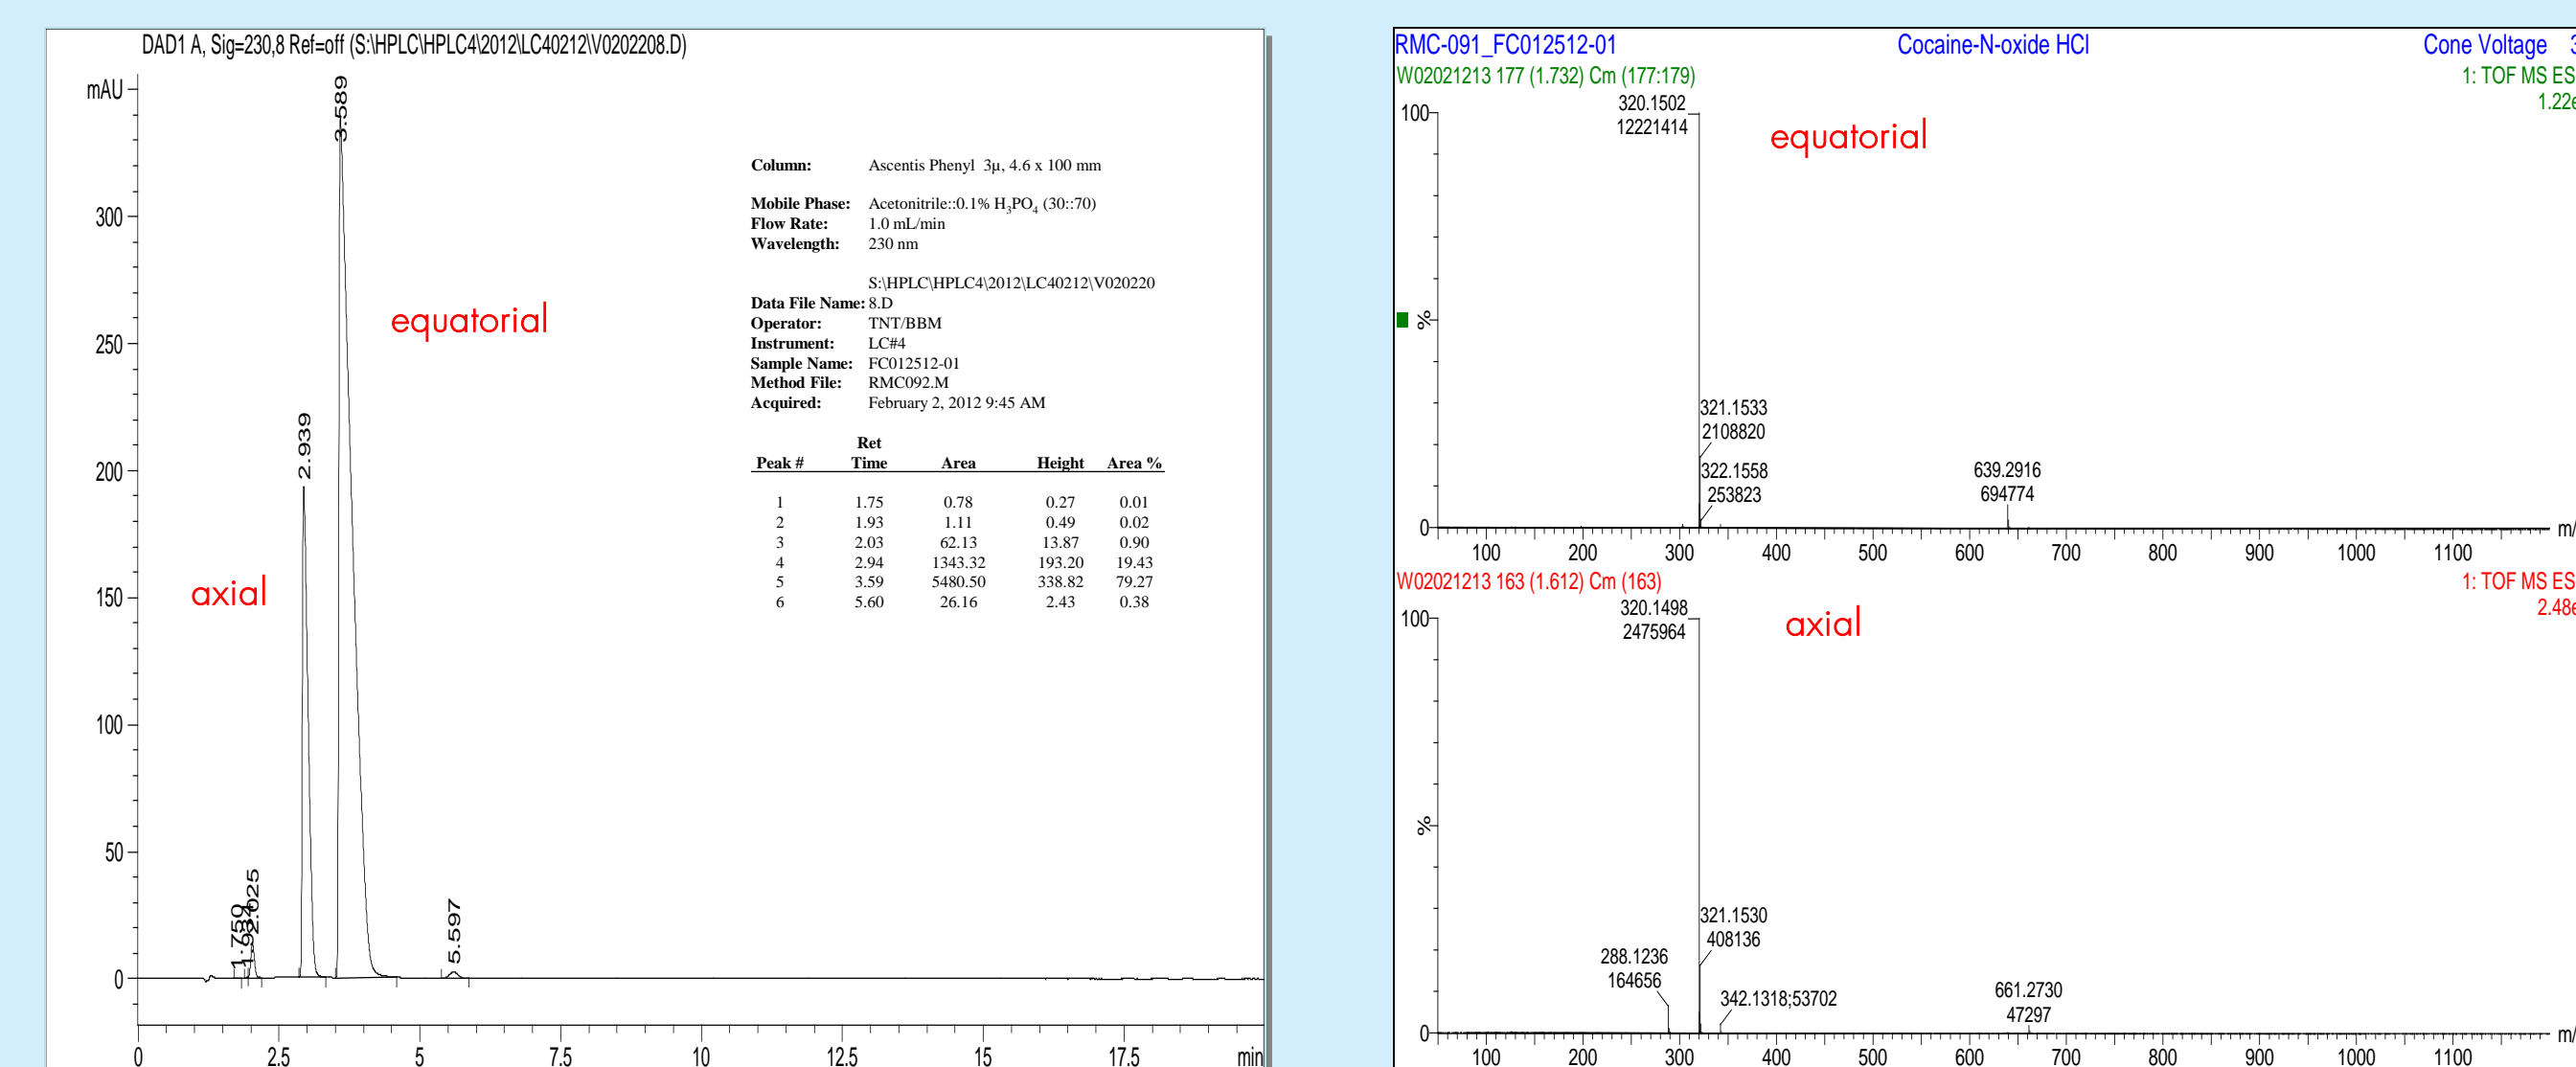 DAD1 A, Sig=230,8 Ref=off (S:\HPLC\HPLC4\2012\LC40212\V0202208.D)
mAU
3.589
300
250
200
150
100
50
0
equatorial
2.939
axial
2.025
5.597
0 2.5 5 7.5 10 12.5 15 17.5 min
Column: Ascentis Phenyl 3µ, 4.6 x 100 mm
Mobile Phase: Acetonitrile::0.1% H₃PO₄ (30::70)
Flow Rate: 1.0 mL/min
Wavelength: 230 nm
S:\HPLC\HPLC4\2012\LC40212\V020220
Data File Name: 8.D
Operator: TNT/BBM
Instrument: LC#4
Sample Name: FC012512-01
Method File: RMC092.M
Acquired: February 2, 2012 9:45 AM
Ret
Peak # Time Area Height Area %
1 1.75 0.78 0.27 0.01
2 1.93 1.11 0.49 0.02
3 2.03 62.13 13.87 0.90
4 2.94 1343.32 193.20 19.43
5 3.59 5480.50 338.82 79.27
6 5.60 26.16 2.43 0.38
RMC-091_FC012512-01 Cocaine-N-oxide HCl Cone Voltage 3
W02021213 177 (1.732) Cm (177:179) 1: TOF MS ES
1.22e
100
320.1502
12221414
equatorial
%
321.1533
2108820
322.1558
253823
639.2916
694774
0
m/
100 200 300 400 500 600 700 800 900 1000 1100
W02021213 163 (1.612) Cm (163) 1: TOF MS ES
2.48e
100
320.1498
2475964
axial
%
321.1530
408136
288.1236
164656
342.1318;53702
661.2730
47297
0
m/
100 200 300 400 500 600 700 800 900 1000 1100